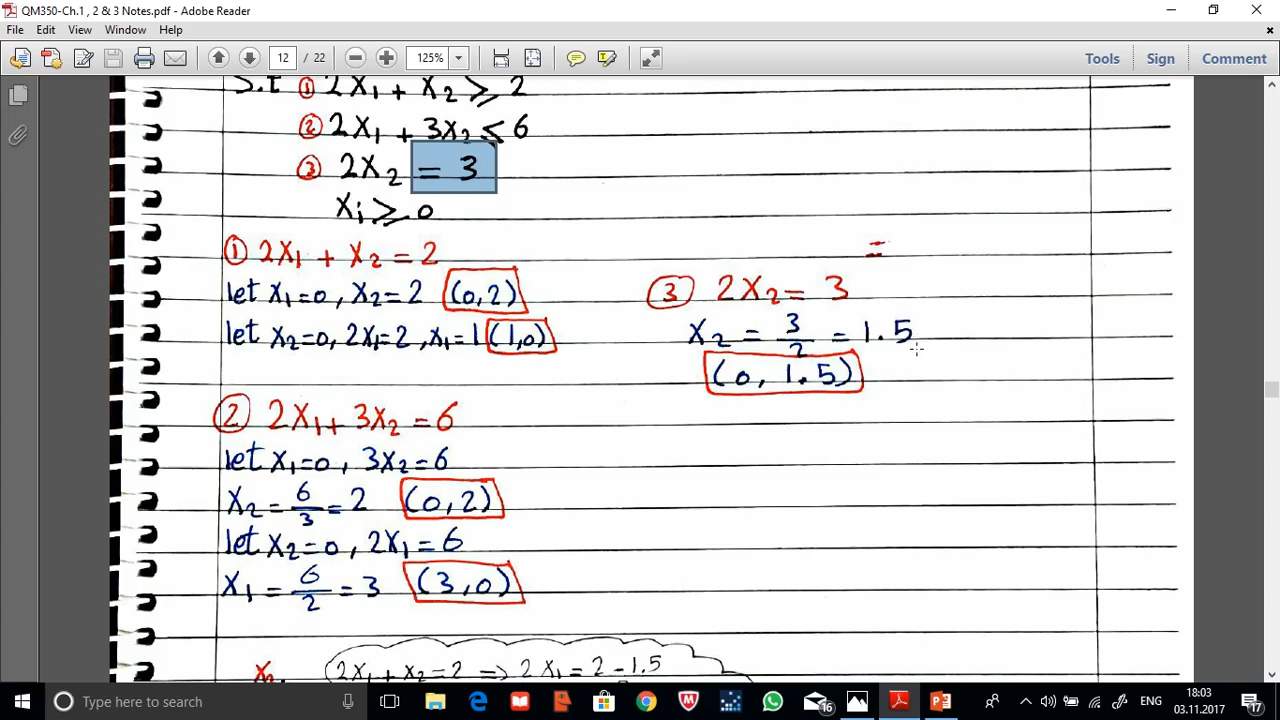 QM350-Ch.1 , 2 & 3 Notes.pdf - Adobe Reader
File Edit View Window Help
12 / 22 125% Tools Sign Comment
S.t ① 2X₁ + X₂ ⩾ 2
② 2X₁ + 3X₂ ⩽ 6
③ 2X₂ = 3
Xᵢ ⩾ 0
① 2X₁ + X₂ = 2
let X₁=0, X₂=2 (0,2)
let X₂=0, 2X₁=2, X₁=1 (1,0)
② 2X₁ + 3X₂ = 6
let X₁=0, 3X₂=6
X₂ = 6/3 = 2 (0,2)
let X₂=0, 2X₁=6
X₁ = 6/2 = 3 (3,0)
=
③ 2X₂ = 3
X₂ = 3/2 = 1.5
(0, 1.5)
X₂
2X₁ + X₂ = 2 ⇒ 2X₁ = 2 - 1.5
Type here to search
16
ENG
18:03
03.11.2017
17